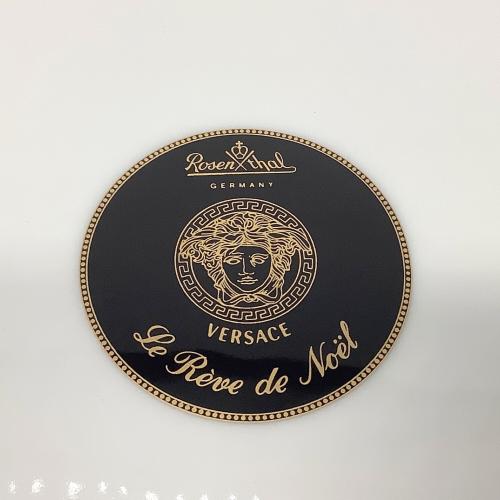 Rosenthal
GERMANY
VERSACE
Le Rêve de Noël